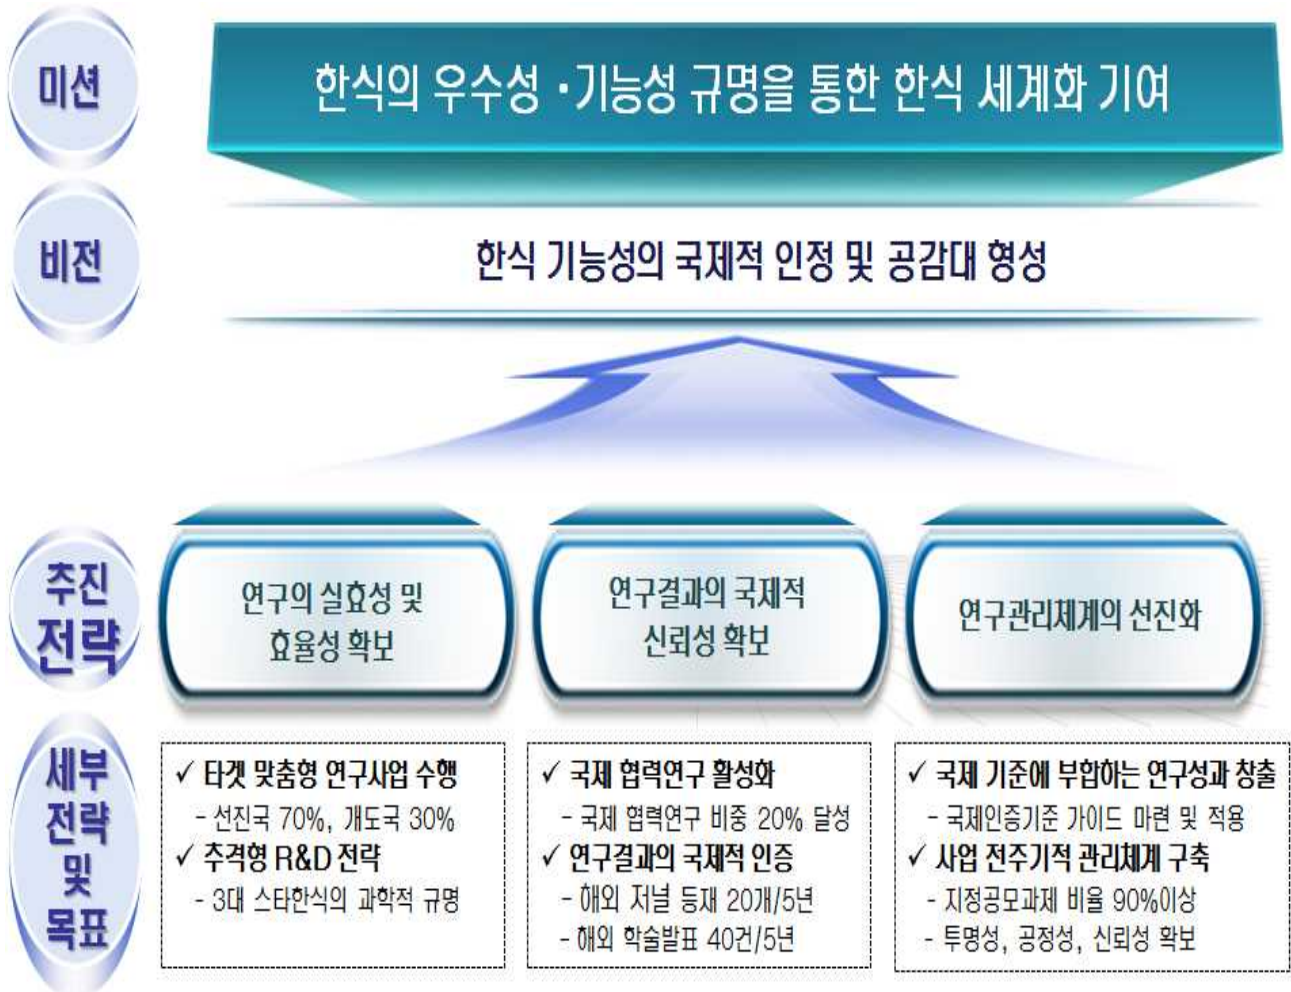 미션
한식의 우수성 ·기능성 규명을 통한 한식 세계화 기여
비전
한식 기능성의 국제적 인정 및 공감대 형성
추진
전략
연구의 실효성 및
효율성 확보
연구결과의 국제적
신뢰성 확보
연구관리체계의 선진화
세부
전략
및
목표
✓ 타겟 맞춤형 연구사업 수행
- 선진국 70%, 개도국 30%
✓ 추격형 R&D 전략
- 3대 스타한식의 과학적 규명
✓ 국제 협력연구 활성화
- 국제 협력연구 비중 20% 달성
✓ 연구결과의 국제적 인증
- 해외 저널 등재 20개/5년
- 해외 학술발표 40건/5년
✓ 국제 기준에 부합하는 연구성과 창출
- 국제인증기준 가이드 마련 및 적용
✓ 사업 전주기적 관리체계 구축
- 지정공모과제 비율 90%이상
- 투명성, 공정성, 신뢰성 확보